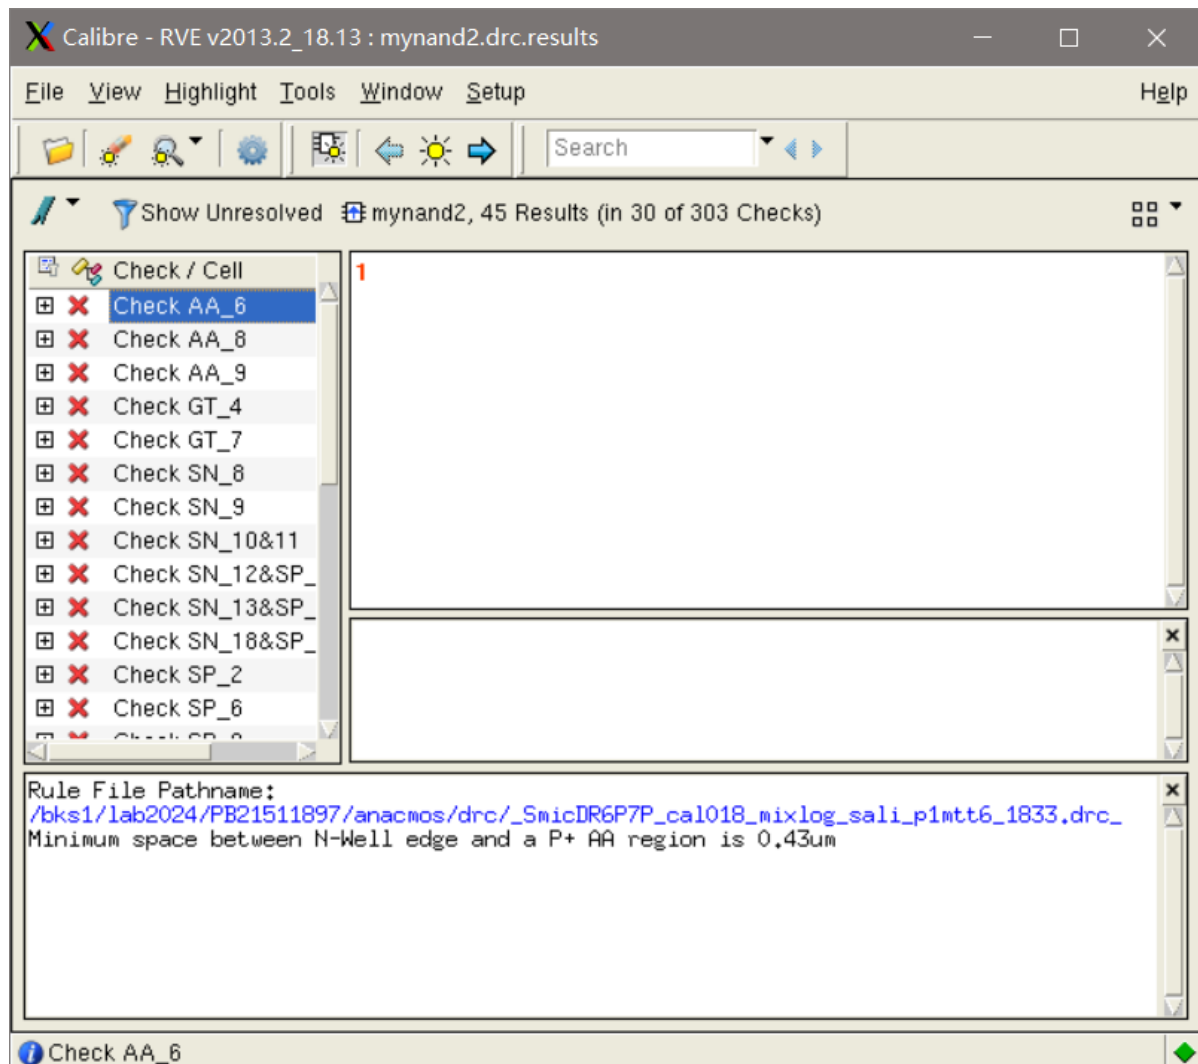 Calibre - RVE v2013.2_18.13 : mynand2.drc.results
File View Highlight Tools Window Setup Help
Search
Show Unresolved mynand2, 45 Results (in 30 of 303 Checks)
Check / Cell
1
Check AA_6
Check AA_8
Check AA_9
Check GT_4
Check GT_7
Check SN_8
Check SN_9
Check SN_10&11
Check SN_12&SP_
Check SN_13&SP_
Check SN_18&SP_
Check SP_2
Check SP_6
Rule File Pathname:
/bks1/lab2024/PB21511897/anacmos/drc/_SmicDR6P7P_cal018_mixlog_sali_p1mtt6_1833.drc_
Minimum space between N-Well edge and a P+ AA region is 0.43um
Check AA_6